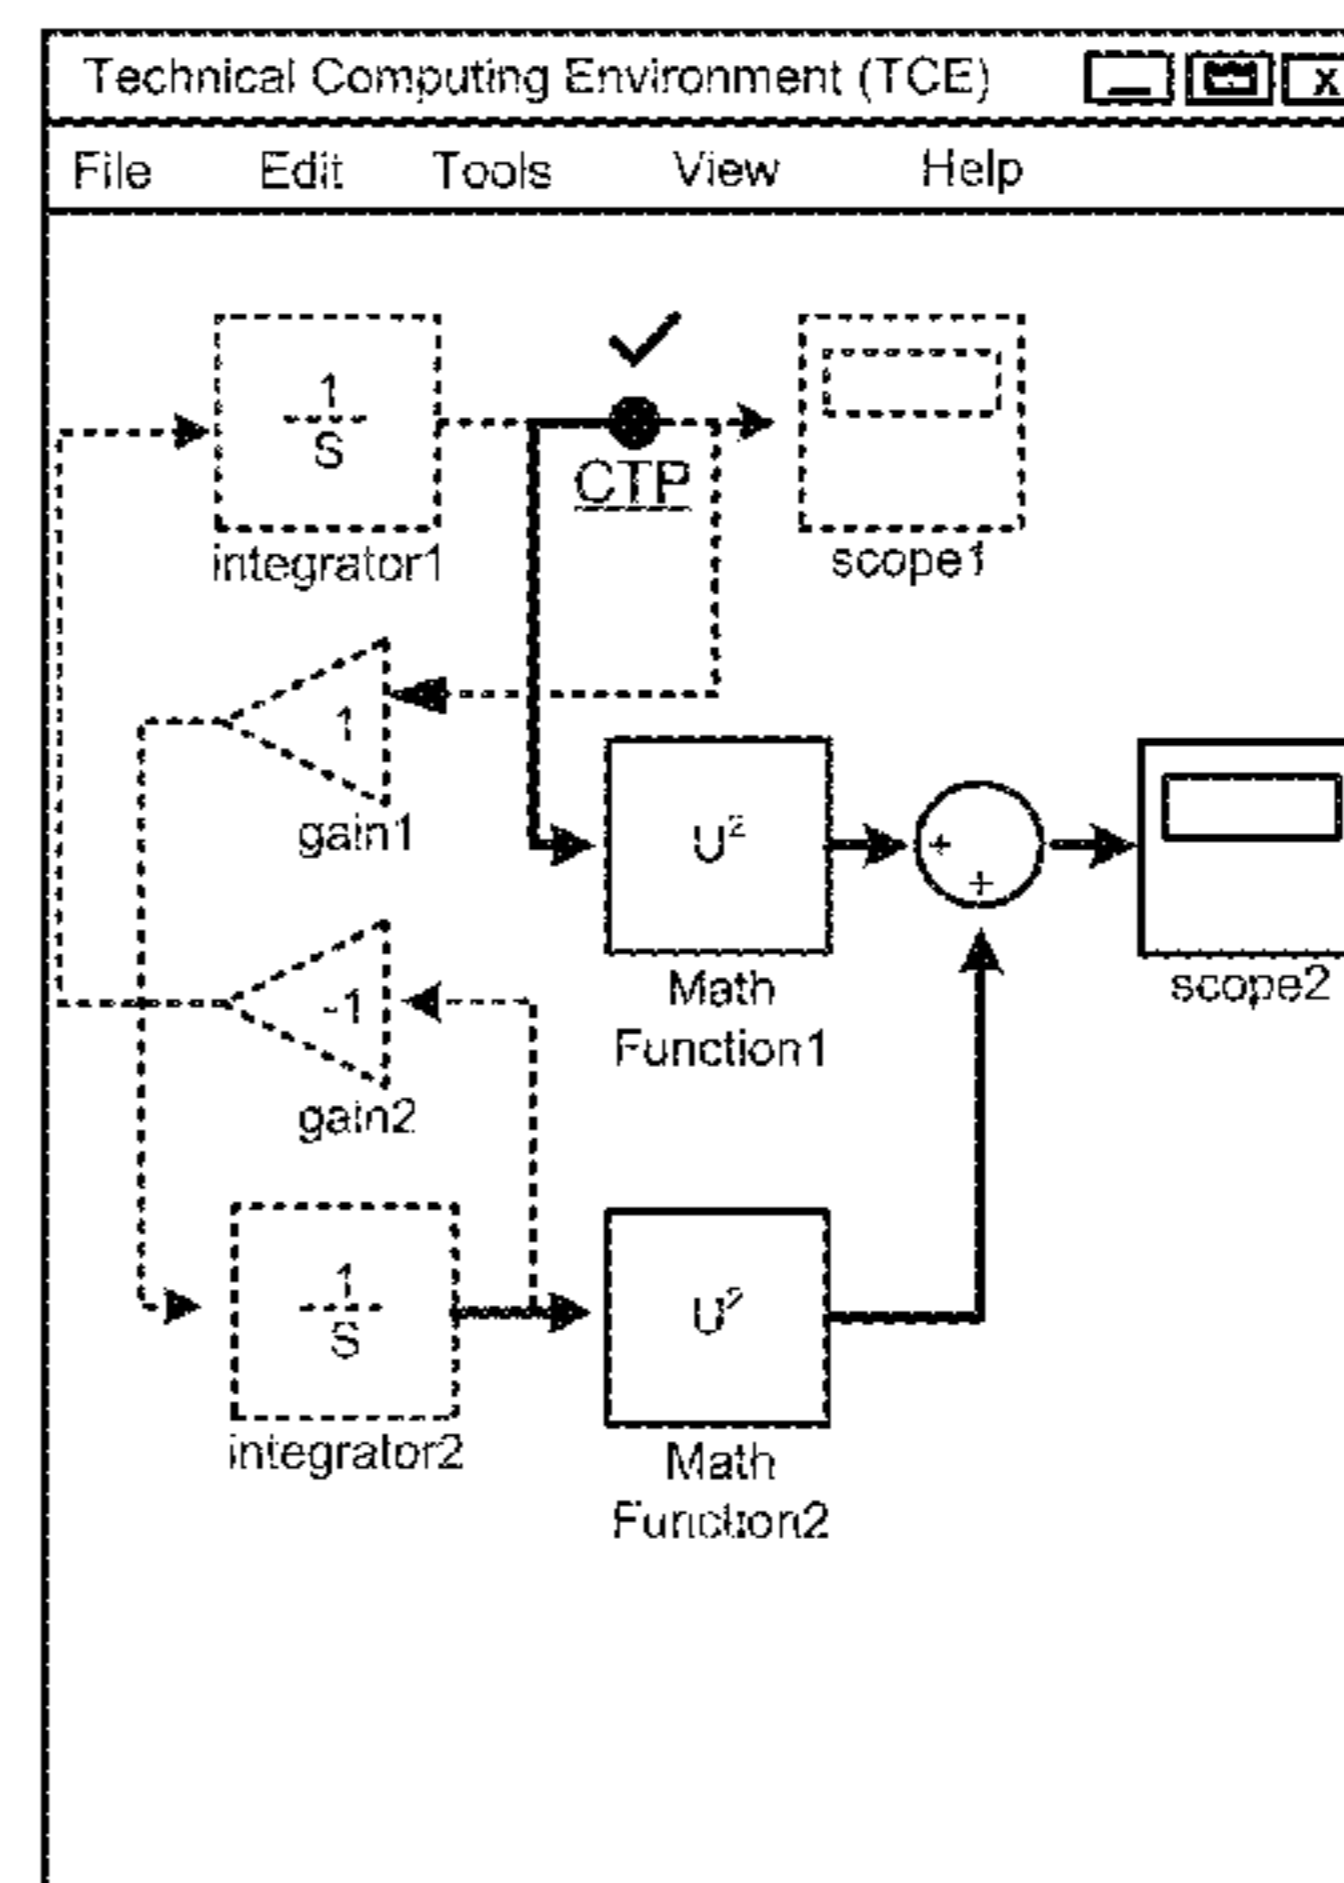 Technical Computing Environment (TCE) X
File Edit Tools View Help
1
S
CTP
integrator1
scope1
1
gain1
U²
+
+
Math
Function1
scope2
-1
gain2
1
S
U²
integrator2
Math
Function2